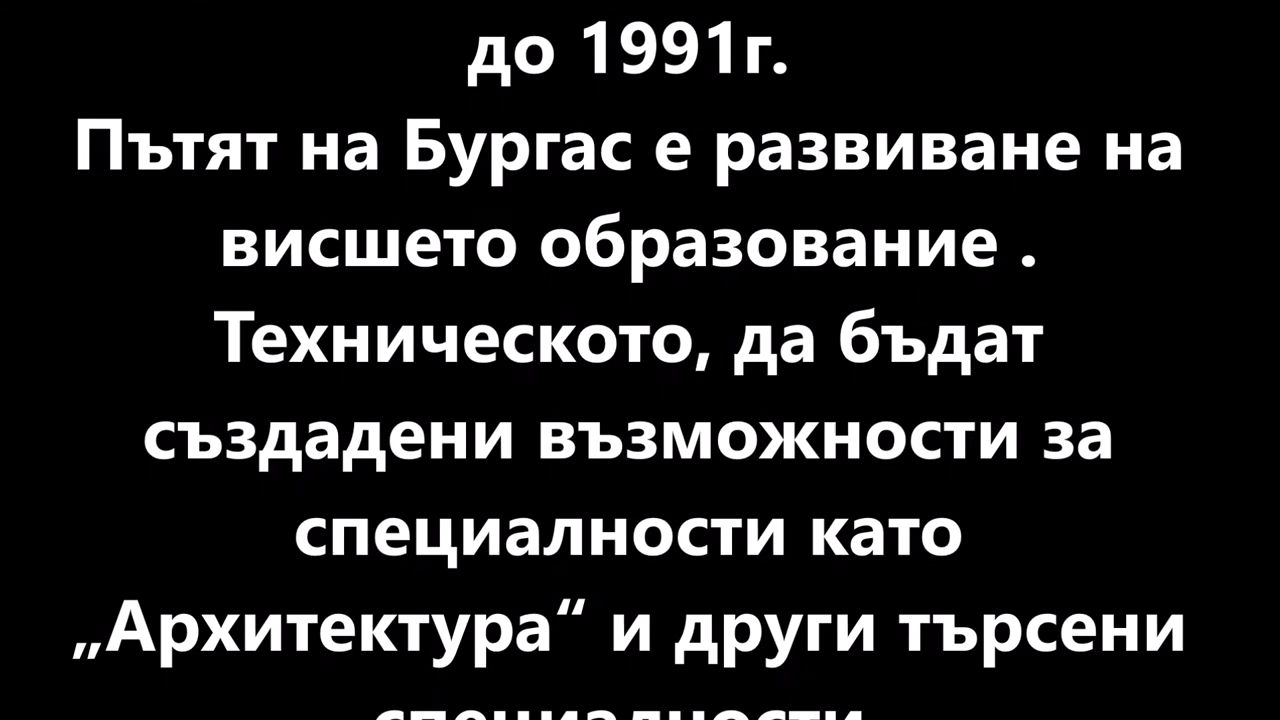 до 1991г.
Пътят на Бургас е развиване на
висшето образование .
Техническото, да бъдат
създадени възможности за
специалности като
„Архитектура“ и други търсени
специалности